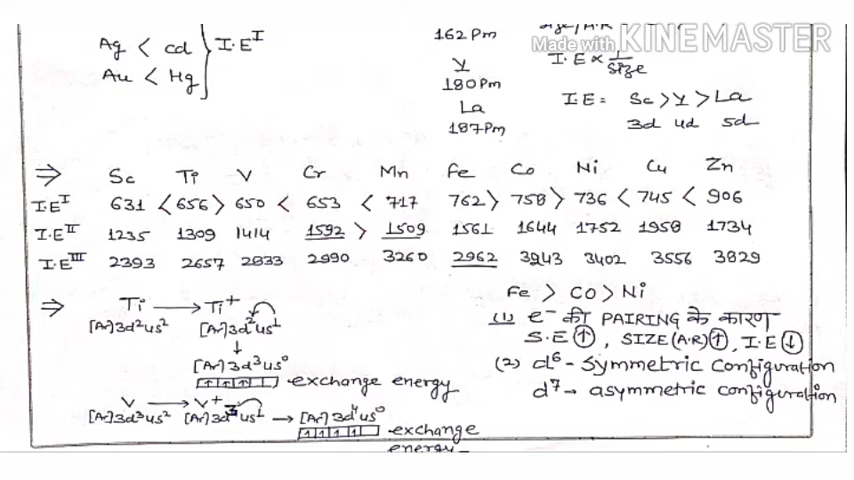 162 Pm
Made with KINEMASTER
Ag < cd } I.E^I
Au < Hg
I.E ∝ 1/Size
Y
180 Pm
La
187 Pm
I.E = Sc > Y > La
3d 4d 5d
⇒ Sc Ti V Cr Mn Fe Co Ni Cu Zn
I.E^I 631 < 656 > 650 < 653 < 717 762 > 758 > 736 < 745 < 906
I.E^II 1235 1309 1414 1592 > 1509 1561 1644 1752 1958 1734
I.E^III 2393 2657 2833 2990 3260 2962 3243 3402 3556 3829
⇒ Ti → Ti⁺
[Ar]3d²4s² [Ar]3d²4s¹
↓
[Ar]3d³4s⁰
-exchange energy
V → V⁺
[Ar]3d³4s² [Ar]3d³4s¹ → [Ar]3d⁴4s⁰
-exchange
energy
Fe > CO > Ni
(1) e⁻ की PAIRING के कारण
S.E ↑, SIZE(A.R) ↑, I.E ↓
(2) d⁶ - Symmetric configuration
d⁷ → asymmetric configuration